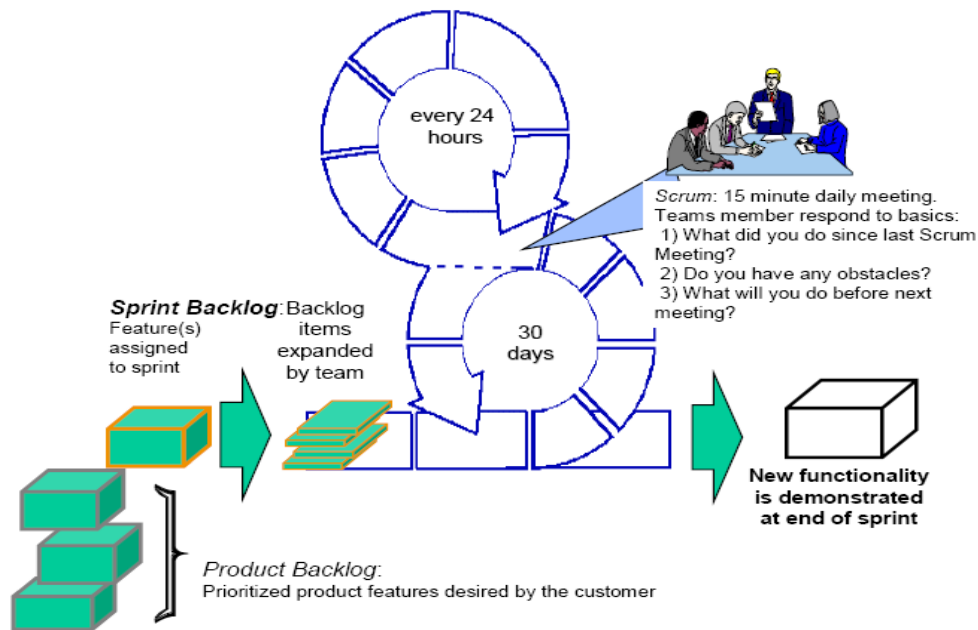 every 24
hours
Scrum: 15 minute daily meeting.
Teams member respond to basics:
1) What did you do since last Scrum
Meeting?
2) Do you have any obstacles?
3) What will you do before next
meeting?
30
days
Sprint Backlog:
Feature(s)
assigned
to sprint
Backlog
items
expanded
by team
New functionality
is demonstrated
at end of sprint
Product Backlog:
Prioritized product features desired by the customer